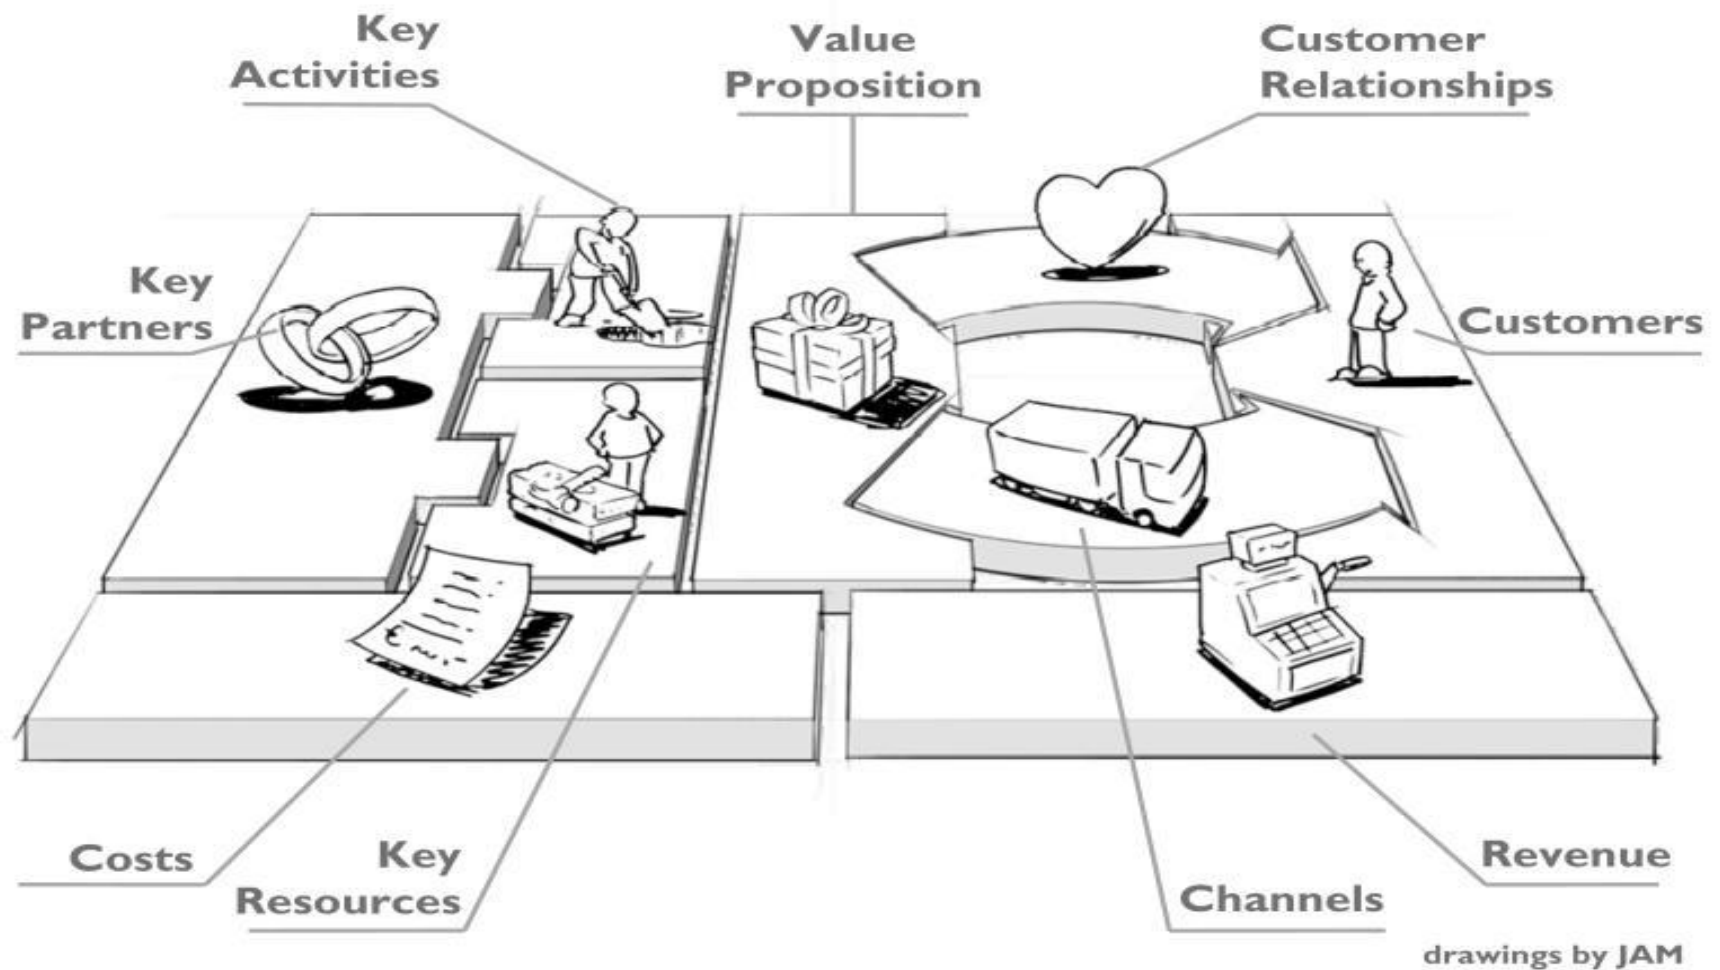 Key
Activities
Value
Proposition
Customer
Relationships
Key
Partners
Customers
Costs
Key
Resources
Channels
Revenue
drawings by JAM